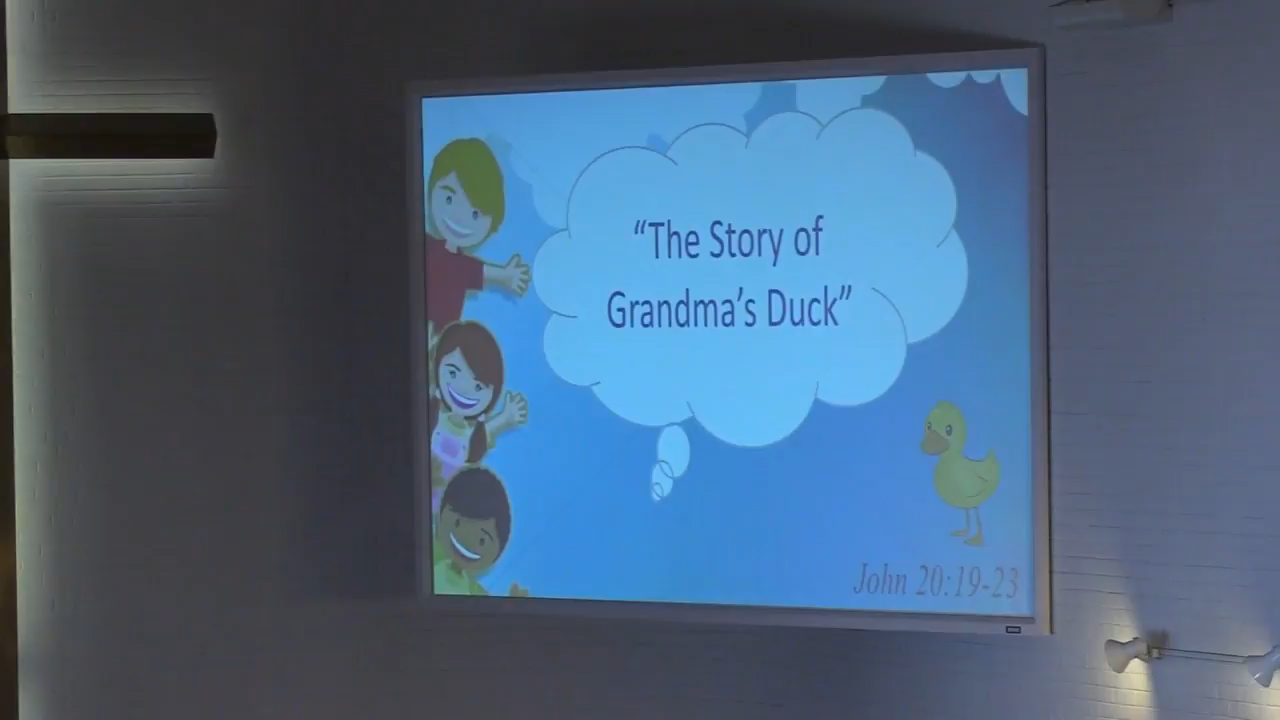 “The Story of
Grandma’s Duck”
John 20:19-23